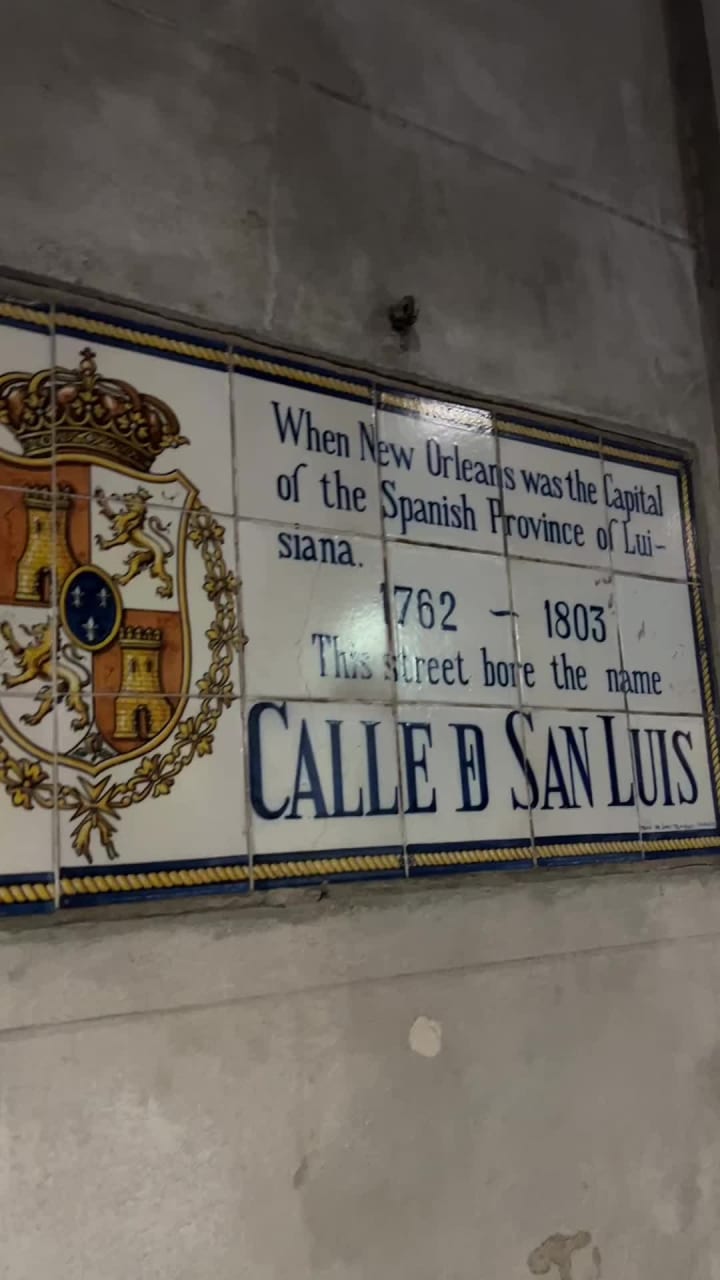 When New Orleans was the Capital
of the Spanish Province of Lui-
siana.
1762 - 1803
This street bore the name
CALLE D SAN LUIS